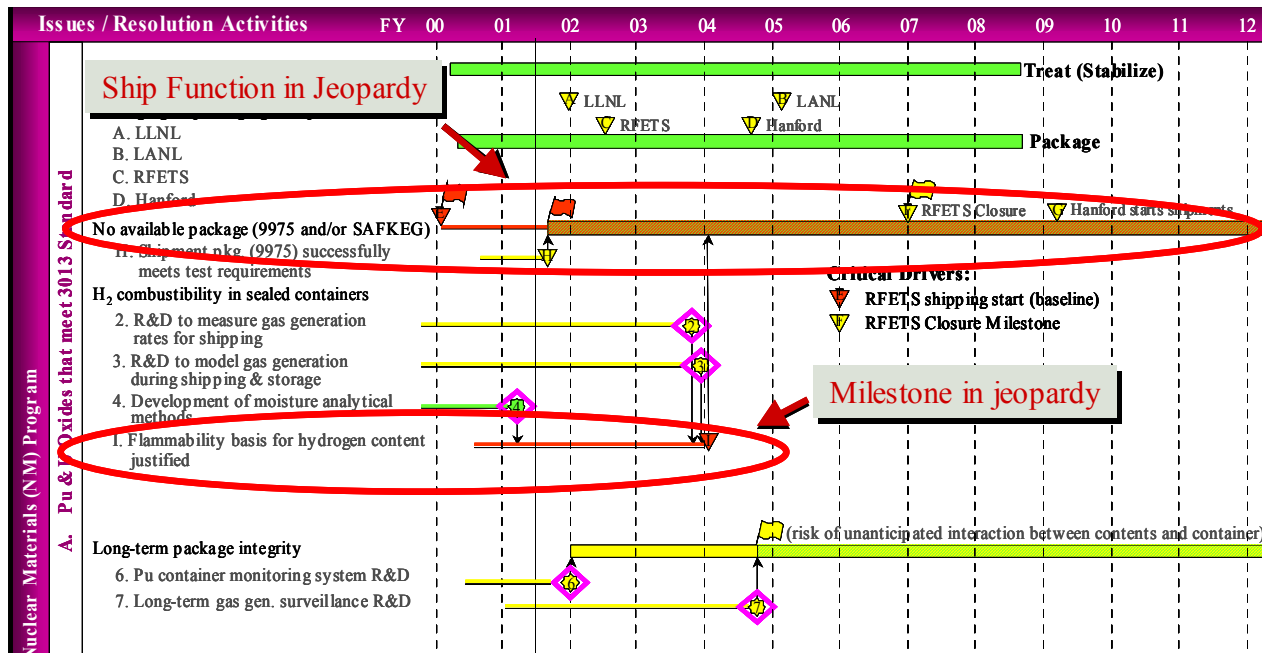 Issues / Resolution Activities FY 00 01 02 03 04 05 06 07 08 09 10 11 12
Nuclear Materials (NM) Program
A. Pu & Oxides that meet 3013 Standard
Treat (Stabilize)
Ship Function in Jeopardy
A LLNL B LANL
C RFETS D Hanford
A. LLNL
Package
B. LANL
C. RFETS
D. Hanford
E
F RFETS Closure G Hanford starts shipments
No available package (9975 and/or SAFKEG)
H. Shipment pkg. (9975) successfully
meets test requirements
H
Critical Drivers:
E RFETS shipping start (baseline)
F RFETS Closure Milestone
H₂ combustibility in sealed containers
2. R&D to measure gas generation
rates for shipping
2
3. R&D to model gas generation
during shipping & storage
3
4. Development of moisture analytical
methods
4
Milestone in jeopardy
I. Flammability basis for hydrogen content
justified
(risk of unanticipated interaction between contents and container)
Long-term package integrity
6. Pu container monitoring system R&D
6
7. Long-term gas gen. surveillance R&D
7